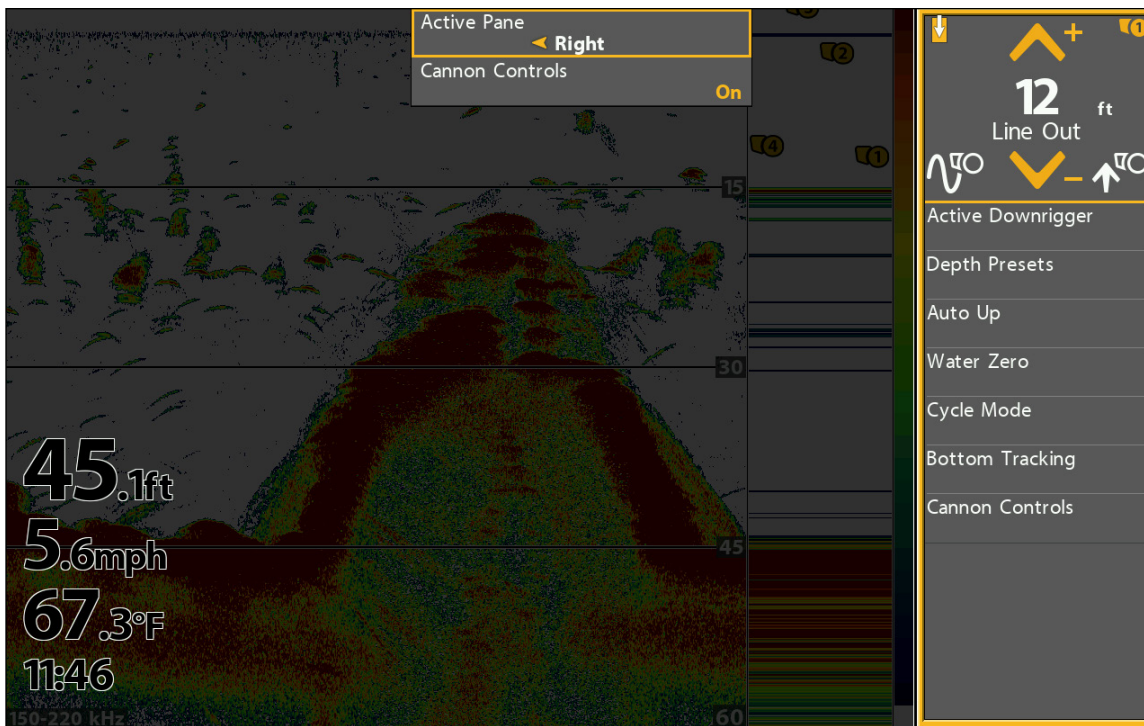 Active Pane
Right
Cannon Controls
On
2
4
1
15
30
45
60
45.1ft
5.6mph
67.3°F
11:46
150-220 kHz
1
+
12 ft
Line Out
−
Active Downrigger
Depth Presets
Auto Up
Water Zero
Cycle Mode
Bottom Tracking
Cannon Controls